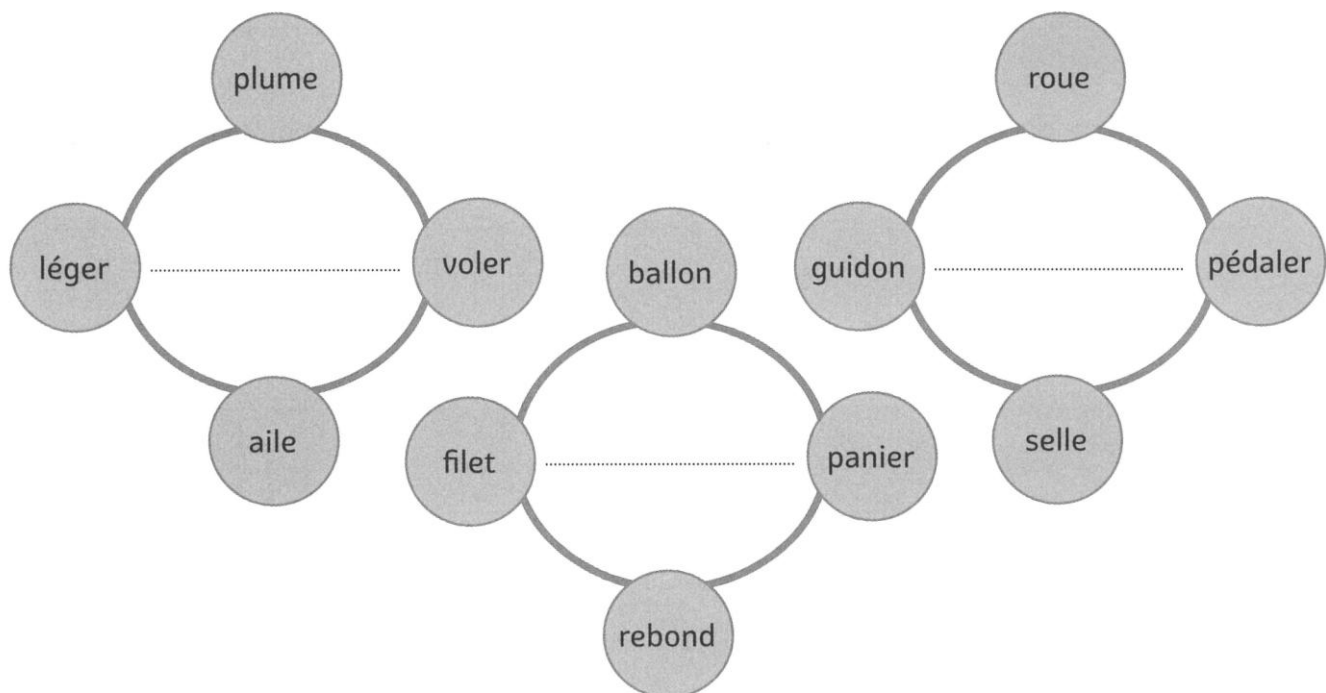 plume
léger
voler
aile
ballon
filet
panier
rebond
roue
guidon
pédaler
selle